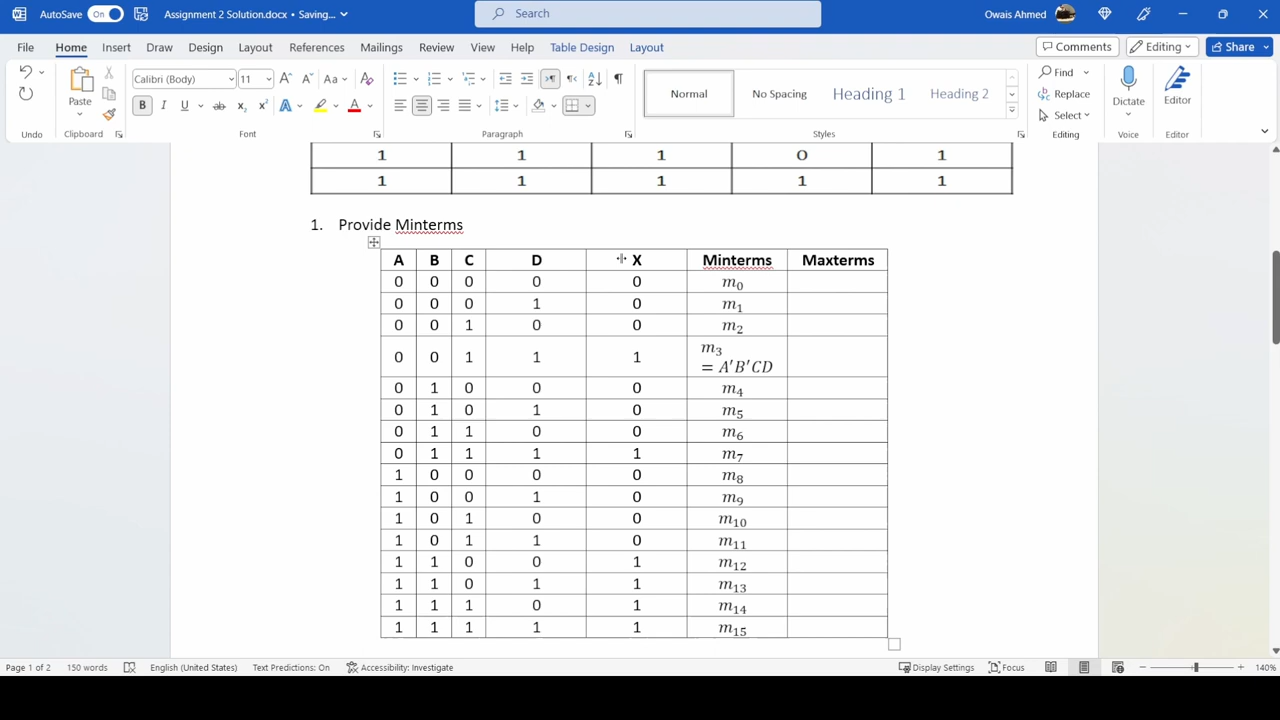 AutoSave On Assignment 2 Solution.docx • Saving... Search Owais Ahmed
File Home Insert Draw Design Layout References Mailings Review View Help Table Design Layout Comments Editing Share
Calibri (Body) 11 Aa Normal No Spacing Heading 1 Heading 2 Find
Paste Replace Dictate Editor
B I U ab x₂ x² A A Select
Undo Clipboard Font Paragraph Styles Editing Voice Editor
1 1 1 0 1
1 1 1 1 1
1. Provide Minterms
A B C D X Minterms Maxterms
0 0 0 0 0 m₀
0 0 0 1 0 m₁
0 0 1 0 0 m₂
0 0 1 1 1 m₃
= A′B′CD
0 1 0 0 0 m₄
0 1 0 1 0 m₅
0 1 1 0 0 m₆
0 1 1 1 1 m₇
1 0 0 0 0 m₈
1 0 0 1 0 m₉
1 0 1 0 0 m₁₀
1 0 1 1 0 m₁₁
1 1 0 0 1 m₁₂
1 1 0 1 1 m₁₃
1 1 1 0 1 m₁₄
1 1 1 1 1 m₁₅
Page 1 of 2 150 words English (United States) Text Predictions: On Accessibility: Investigate Display Settings Focus 140%